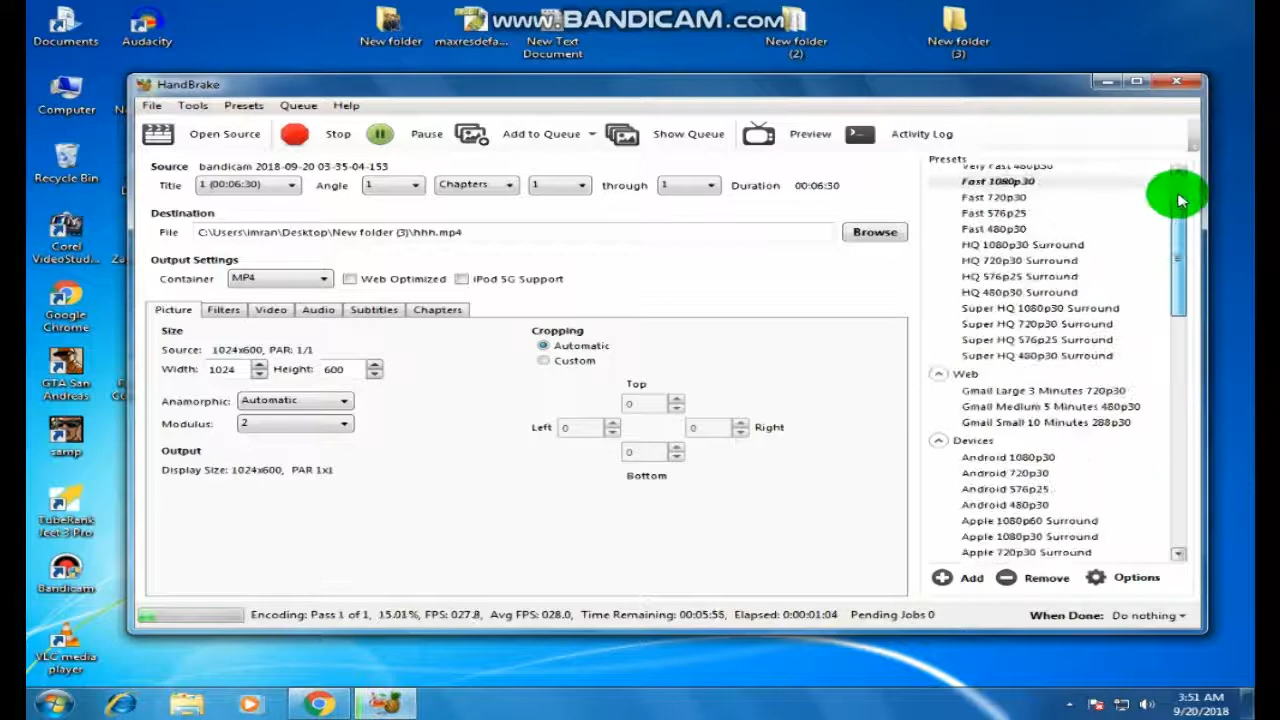 www.BANDICAM.com
Documents
Audacity
New folder
maxresdefa...
New Text
Document
New folder
(2)
New folder
(3)
Computer
Recycle Bin
Corel
VideoStud...
Google
Chrome
GTA San
Andreas
samp
TubeRank
Jeet 3 Pro
Bandicam
VLC media
player
HandBrake
File Tools Presets Queue Help
Open Source Stop Pause Add to Queue Show Queue Preview Activity Log
Source bandicam 2018-09-20 03-35-04-153
Title 1 (00:06:30) Angle 1 Chapters 1 through 1 Duration 00:06:30
Destination
File C:\Users\imran\Desktop\New folder (3)\hhh.mp4 Browse
Output Settings
Container MP4 Web Optimized iPod 5G Support
Picture Filters Video Audio Subtitles Chapters
Size
Source: 1024x600, PAR: 1/1
Width: 1024 Height: 600
Anamorphic: Automatic
Modulus: 2
Output
Display Size: 1024x600, PAR 1x1
Cropping
Automatic
Custom
Top
0
Left 0 0 Right
0
Bottom
Presets
Very Fast 480p30
Fast 1080p30
Fast 720p30
Fast 576p25
Fast 480p30
HQ 1080p30 Surround
HQ 720p30 Surround
HQ 576p25 Surround
HQ 480p30 Surround
Super HQ 1080p30 Surround
Super HQ 720p30 Surround
Super HQ 576p25 Surround
Super HQ 480p30 Surround
Web
Gmail Large 3 Minutes 720p30
Gmail Medium 5 Minutes 480p30
Gmail Small 10 Minutes 288p30
Devices
Android 1080p30
Android 720p30
Android 576p25
Android 480p30
Apple 1080p60 Surround
Apple 1080p30 Surround
Apple 720p30 Surround
Add Remove Options
Encoding: Pass 1 of 1, 15.01%, FPS: 027.8, Avg FPS: 028.0, Time Remaining: 00:05:55, Elapsed: 0:00:01:04 Pending Jobs 0
When Done: Do nothing
3:51 AM
9/20/2018